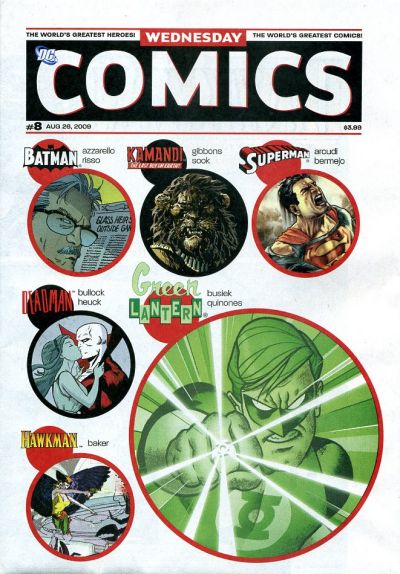 THE WORLD'S GREATEST HEROES!
WEDNESDAY
THE WORLD'S GREATEST COMICS!
DC
COMICS
#8 AUG 26, 2009
$3.99
BATMAN
azzarello
risso
KAMANDI
THE LAST BOY ON EARTH!
gibbons
sook
SUPERMAN
arcudi
bermejo
GLASS HEIRS
OUTSIDE GAR
DEADMAN
bullock
heuck
Green
LANTERN®
busiek
quinones
HAWKMAN
baker